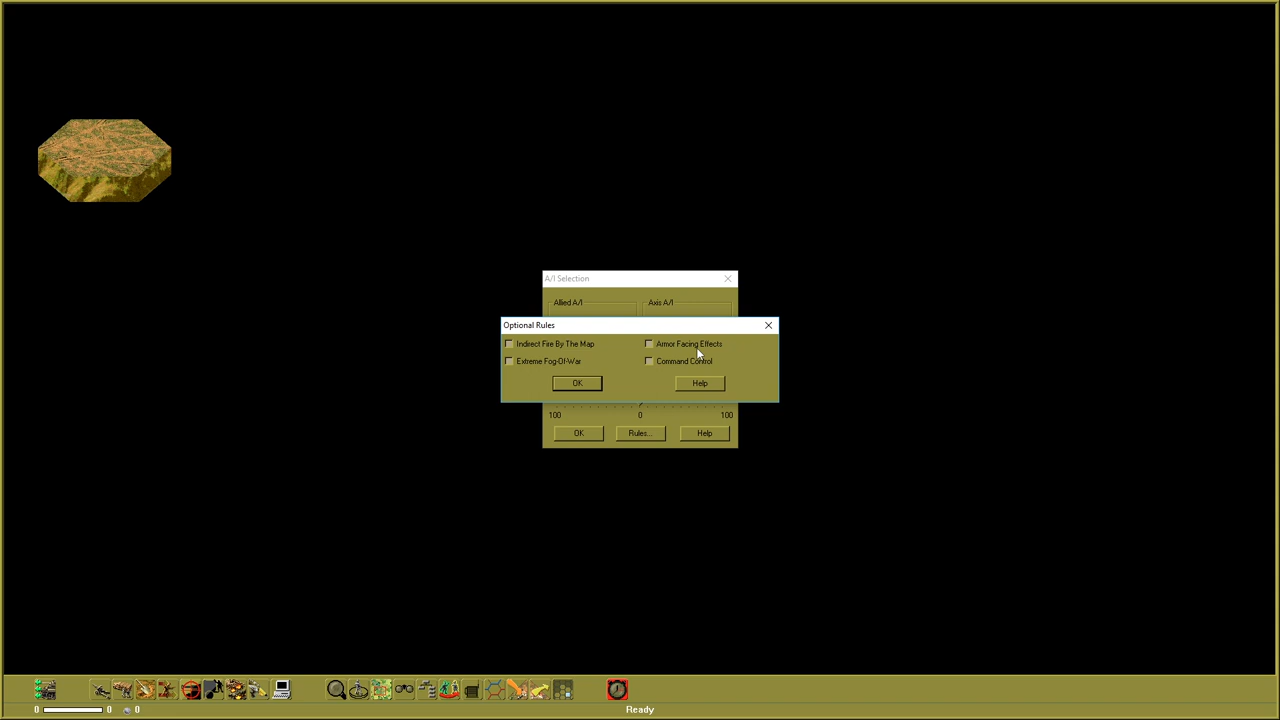 A/I Selection
Allied A/I Axis A/I
Optional Rules
Indirect Fire By The Map Armor Facing Effects
Extreme Fog-Of-War Command Control
OK Help
100 0 100
OK Rules... Help
0 0 0
Ready